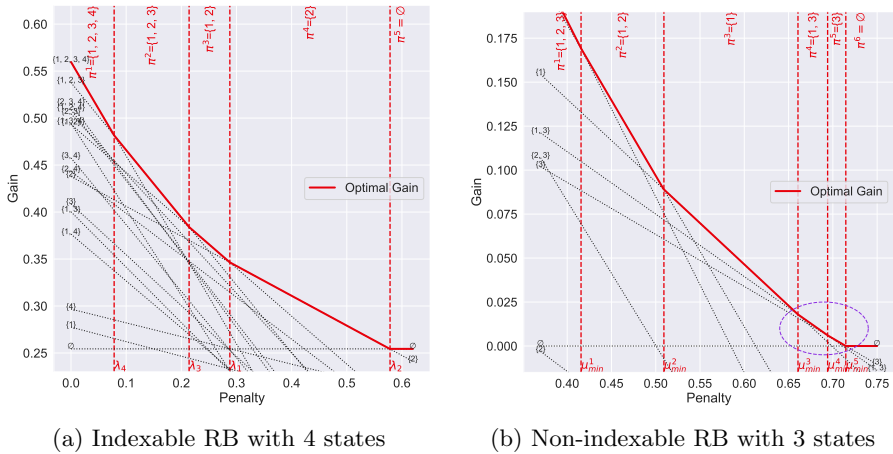 π¹={1, 2, 3, 4}
π²={1, 2, 3}
π³={1, 2}
π⁴={2}
π⁵ = ∅
0.60
0.55
0.50
0.45
0.40
0.35
0.30
0.25
Gain
{1, 2, 3, 4}
{1, 2, 3}
{2, 3, 4}
{3, 4}
{2, 4}
{2}
{3}
{1, 3}
{1, 4}
{4}
{1}
∅
Optimal Gain
∅
{2}
λ₄
λ₃
λ₁
λ₂
0.0 0.1 0.2 0.3 0.4 0.5 0.6
Penalty
(a) Indexable RB with 4 states
π¹={1, 2, 3}
π²={1, 2}
π³={1}
π⁴={1, 3}
π⁵={3}
π⁶ = ∅
0.175
0.150
0.125
0.100
0.075
0.050
0.025
0.000
Gain
{1}
{1, 3}
{2, 3}
{3}
∅
{2}
Optimal Gain
∅
{3}
{1, 3}
μ¹min
μ²min
μ³min
μ⁴min
μ⁵min
0.40 0.45 0.50 0.55 0.60 0.65 0.70 0.75
Penalty
(b) Non-indexable RB with 3 states